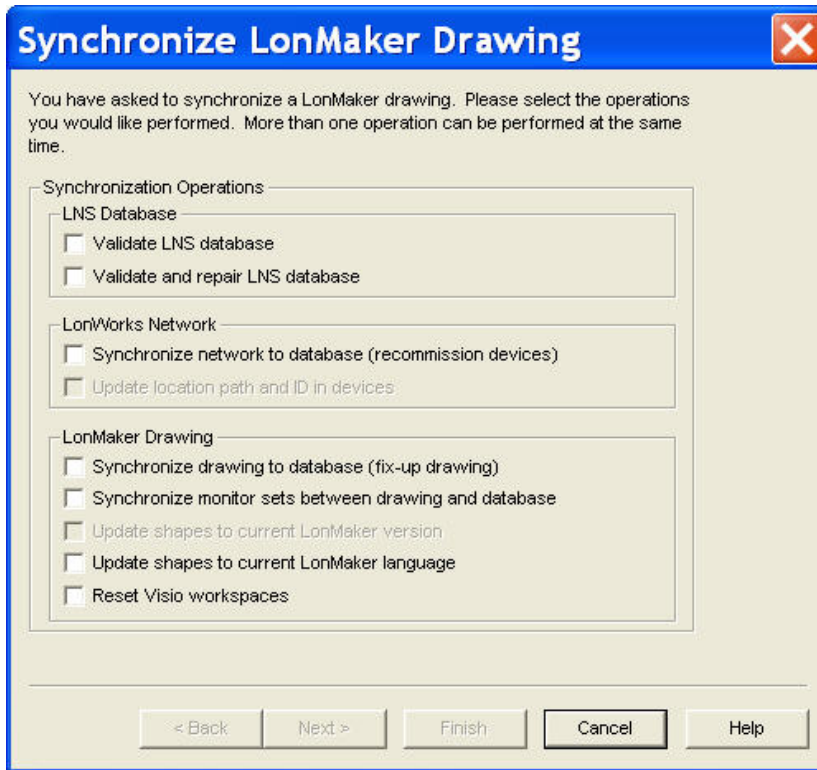 Synchronize LonMaker Drawing
You have asked to synchronize a LonMaker drawing. Please select the operations
you would like performed. More than one operation can be performed at the same
time.
Synchronization Operations
LNS Database
Validate LNS database
Validate and repair LNS database
LonWorks Network
Synchronize network to database (recommission devices)
Update location path and ID in devices
LonMaker Drawing
Synchronize drawing to database (fix-up drawing)
Synchronize monitor sets between drawing and database
Update shapes to current LonMaker version
Update shapes to current LonMaker language
Reset Visio workspaces
< Back Next > Finish Cancel Help